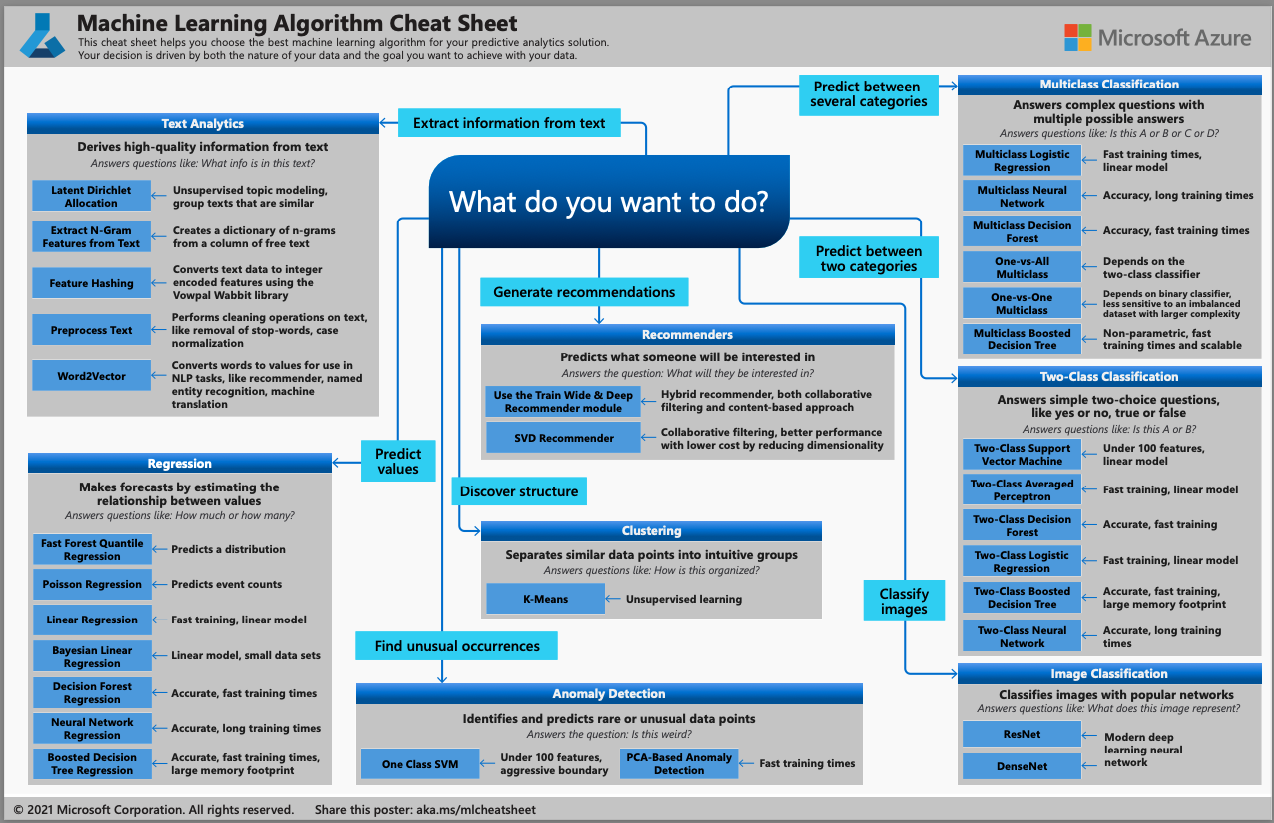 Machine Learning Algorithm Cheat Sheet
This cheat sheet helps you choose the best machine learning algorithm for your predictive analytics solution.
Your decision is driven by both the nature of your data and the goal you want to achieve with your data.
Microsoft Azure
What do you want to do?
Extract information from text
Text Analytics
Derives high-quality information from text
Answers questions like: What info is in this text?
Latent Dirichlet
Allocation
Unsupervised topic modeling,
group texts that are similar
Extract N-Gram
Features from Text
Creates a dictionary of n-grams
from a column of free text
Feature Hashing
Converts text data to integer
encoded features using the
Vowpal Wabbit library
Preprocess Text
Performs cleaning operations on text,
like removal of stop-words, case
normalization
Word2Vector
Converts words to values for use in
NLP tasks, like recommender, named
entity recognition, machine
translation
Predict
values
Regression
Makes forecasts by estimating the
relationship between values
Answers questions like: How much or how many?
Fast Forest Quantile
Regression
Predicts a distribution
Poisson Regression
Predicts event counts
Linear Regression
Fast training, linear model
Bayesian Linear
Regression
Linear model, small data sets
Decision Forest
Regression
Accurate, fast training times
Neural Network
Regression
Accurate, long training times
Boosted Decision
Tree Regression
Accurate, fast training times,
large memory footprint
Generate recommendations
Recommenders
Predicts what someone will be interested in
Answers the question: What will they be interested in?
Use the Train Wide & Deep
Recommender module
Hybrid recommender, both collaborative
filtering and content-based approach
SVD Recommender
Collaborative filtering, better performance
with lower cost by reducing dimensionality
Discover structure
Clustering
Separates similar data points into intuitive groups
Answers questions like: How is this organized?
K-Means
Unsupervised learning
Find unusual occurrences
Anomaly Detection
Identifies and predicts rare or unusual data points
Answers the question: Is this weird?
One Class SVM
Under 100 features,
aggressive boundary
PCA-Based Anomaly
Detection
Fast training times
Predict between
several categories
Multiclass Classification
Answers complex questions with
multiple possible answers
Answers questions like: Is this A or B or C or D?
Multiclass Logistic
Regression
Fast training times,
linear model
Multiclass Neural
Network
Accuracy, long training times
Multiclass Decision
Forest
Accuracy, fast training times
One-vs-All
Multiclass
Depends on the
two-class classifier
One-vs-One
Multiclass
Depends on binary classifier,
less sensitive to an imbalanced
dataset with larger complexity
Multiclass Boosted
Decision Tree
Non-parametric, fast
training times and scalable
Predict between
two categories
Two-Class Classification
Answers simple two-choice questions,
like yes or no, true or false
Answers questions like: Is this A or B?
Two-Class Support
Vector Machine
Under 100 features,
linear model
Two-Class Averaged
Perceptron
Fast training, linear model
Two-Class Decision
Forest
Accurate, fast training
Two-Class Logistic
Regression
Fast training, linear model
Two-Class Boosted
Decision Tree
Accurate, fast training,
large memory footprint
Two-Class Neural
Network
Accurate, long training
times
Classify
images
Image Classification
Classifies images with popular networks
Answers questions like: What does this image represent?
ResNet
DenseNet
Modern deep
learning neural
network
© 2021 Microsoft Corporation. All rights reserved.
Share this poster: aka.ms/mlcheatsheet